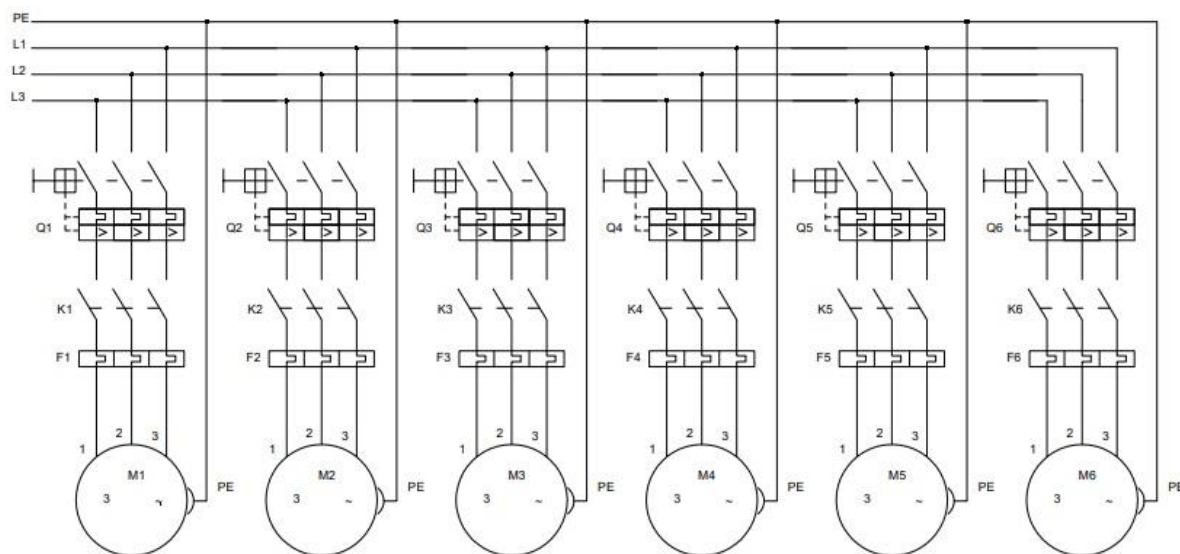 PE
L1
L2
L3
Q1 Q2 Q3 Q4 Q5 Q6
> > > > > > > > > > > > > > > > > >
K1 K2 K3 K4 K5 K6
F1 F2 F3 F4 F5 F6
1 2 3 1 2 3 1 2 3 1 2 3 1 2 3 1 2 3
M1 M2 M3 M4 M5 M6
3 ~ PE 3 ~ PE 3 ~ PE 3 ~ PE 3 ~ PE 3 ~ PE